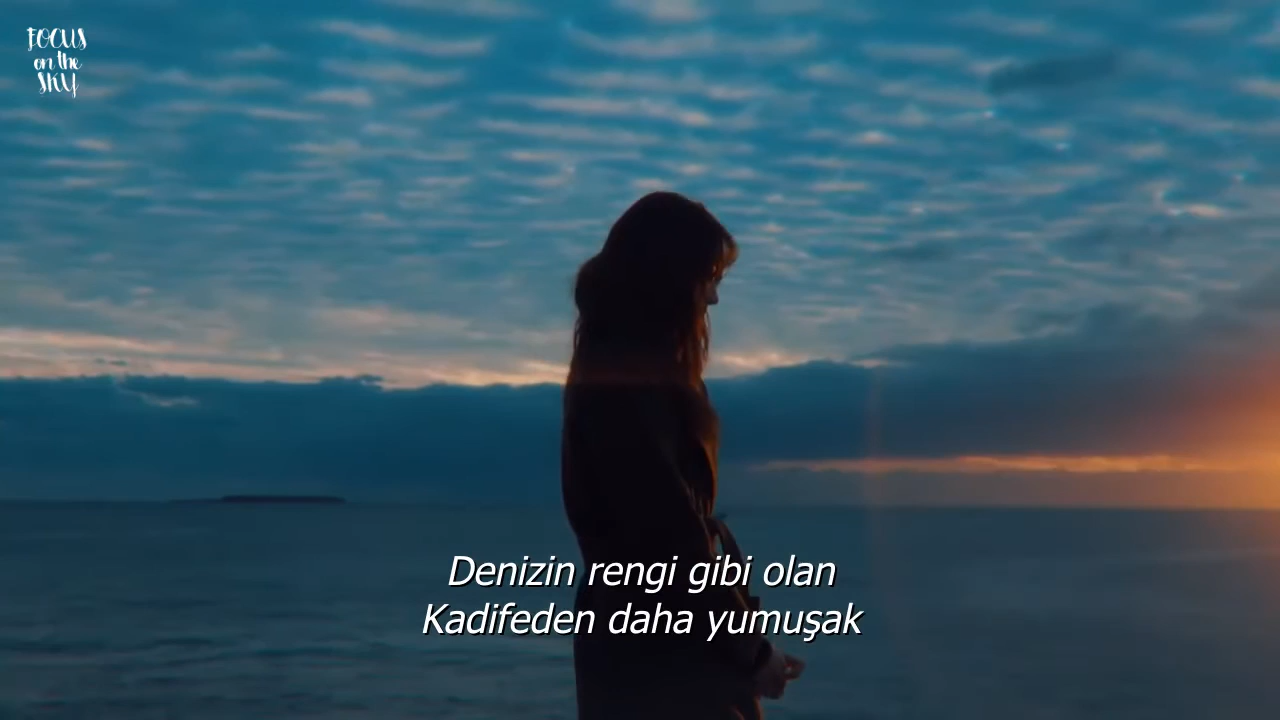 FOCUS
on the
SKY
Denizin rengi gibi olan
Kadifeden daha yumuşak